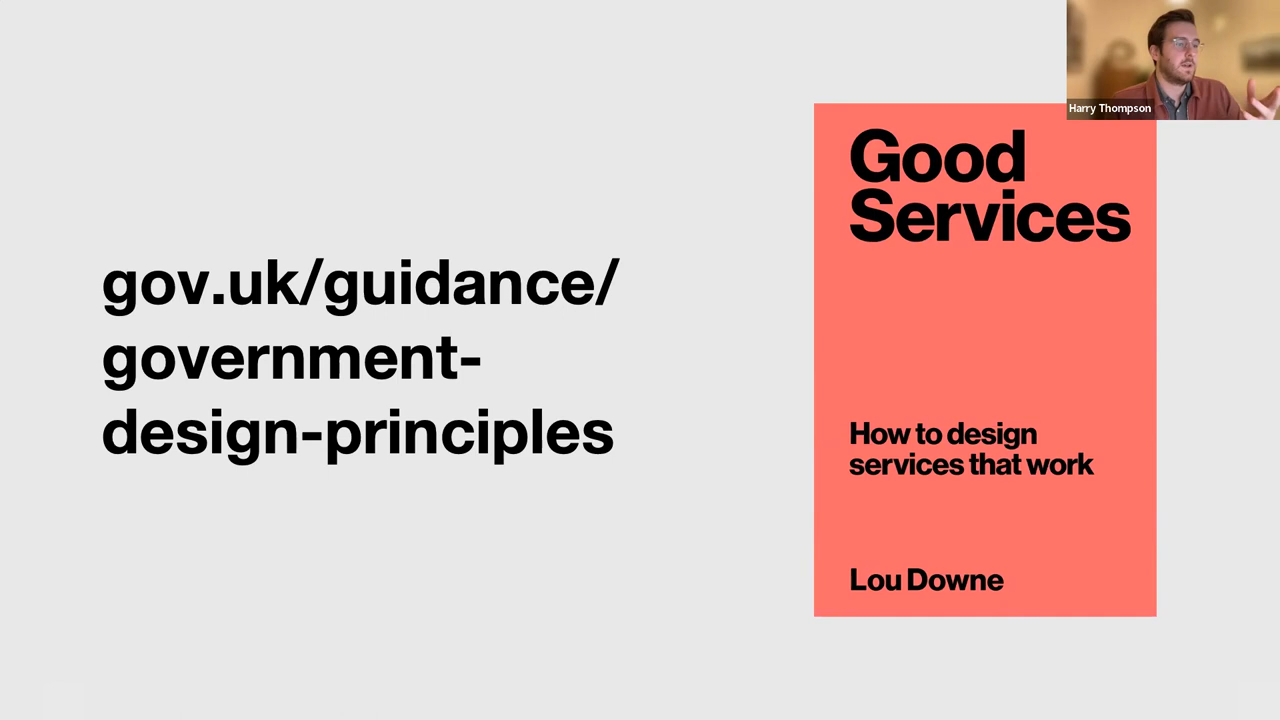 gov.uk/guidance/
government-
design-principles
Good
Services
How to design
services that work
Lou Downe
Harry Thompson